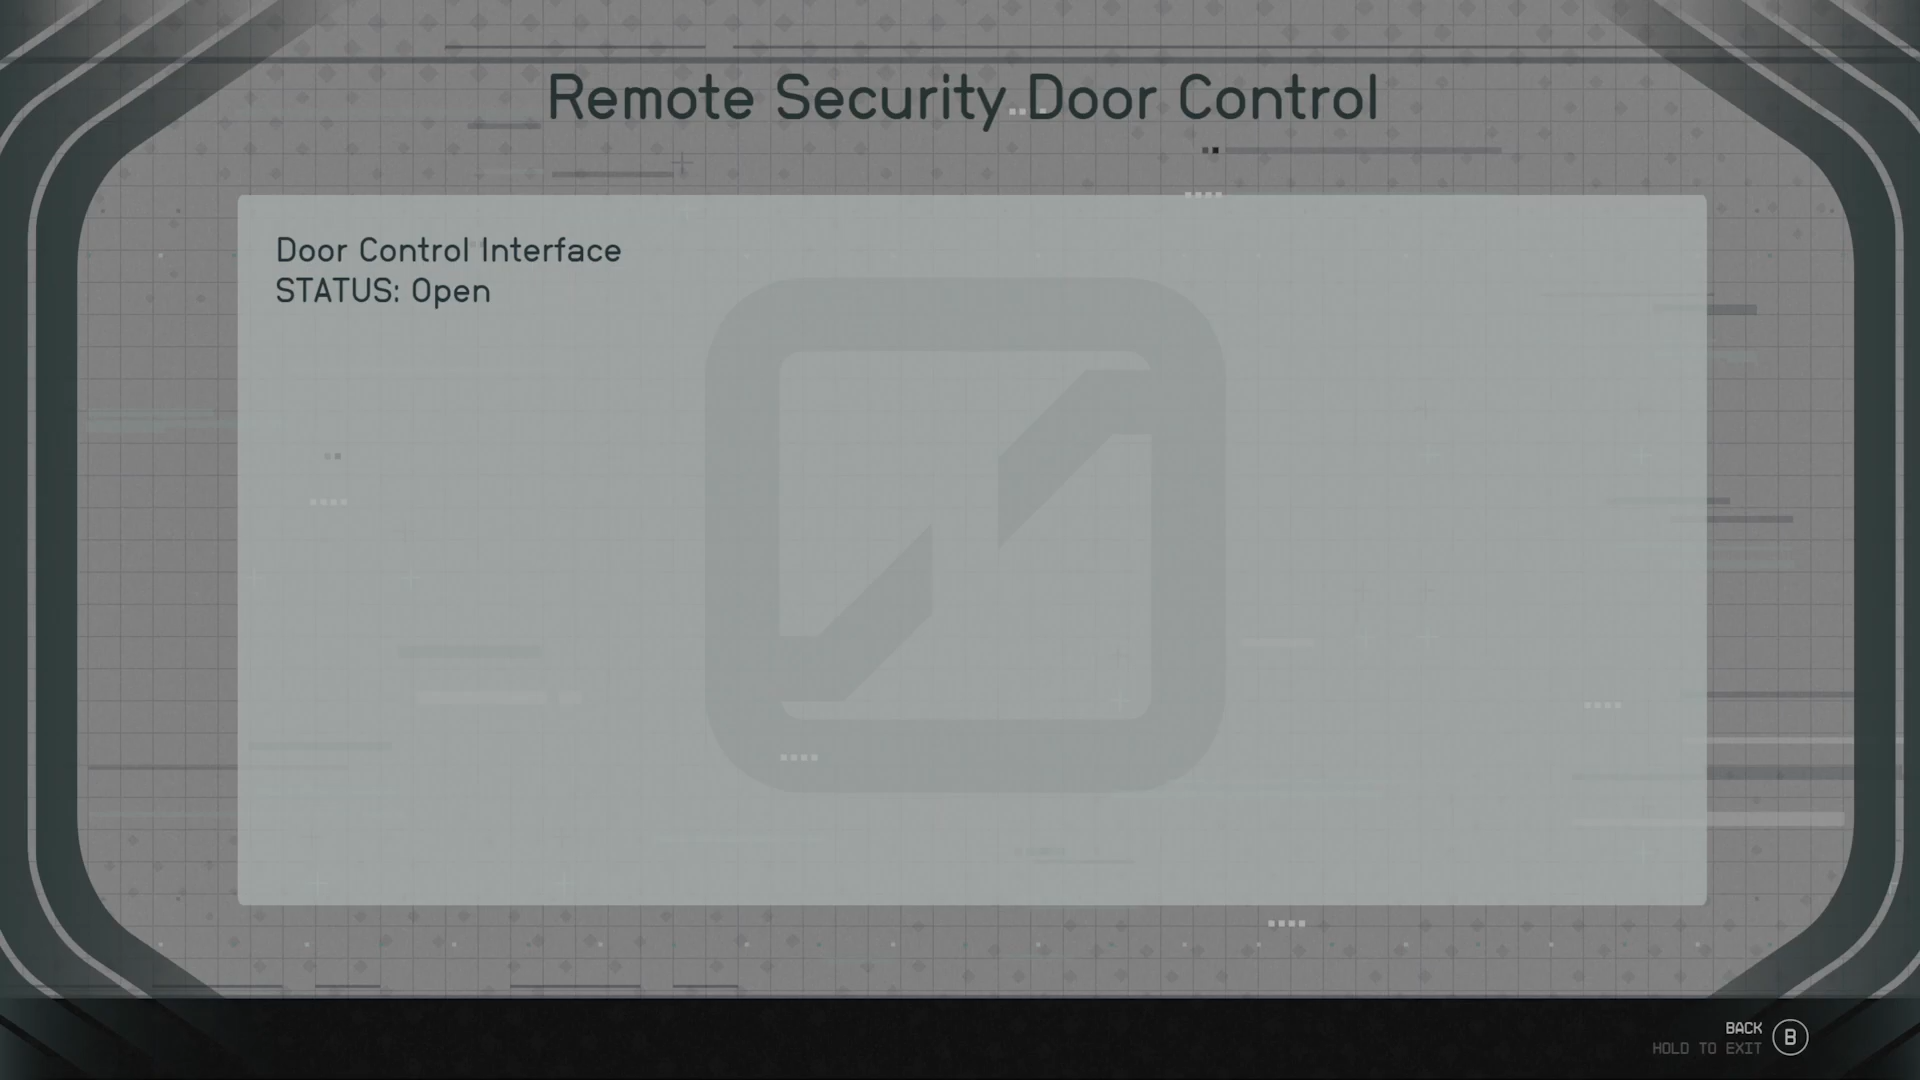 Remote Security Door Control
Door Control Interface
STATUS: Open
BACK
HOLD TO EXIT
B